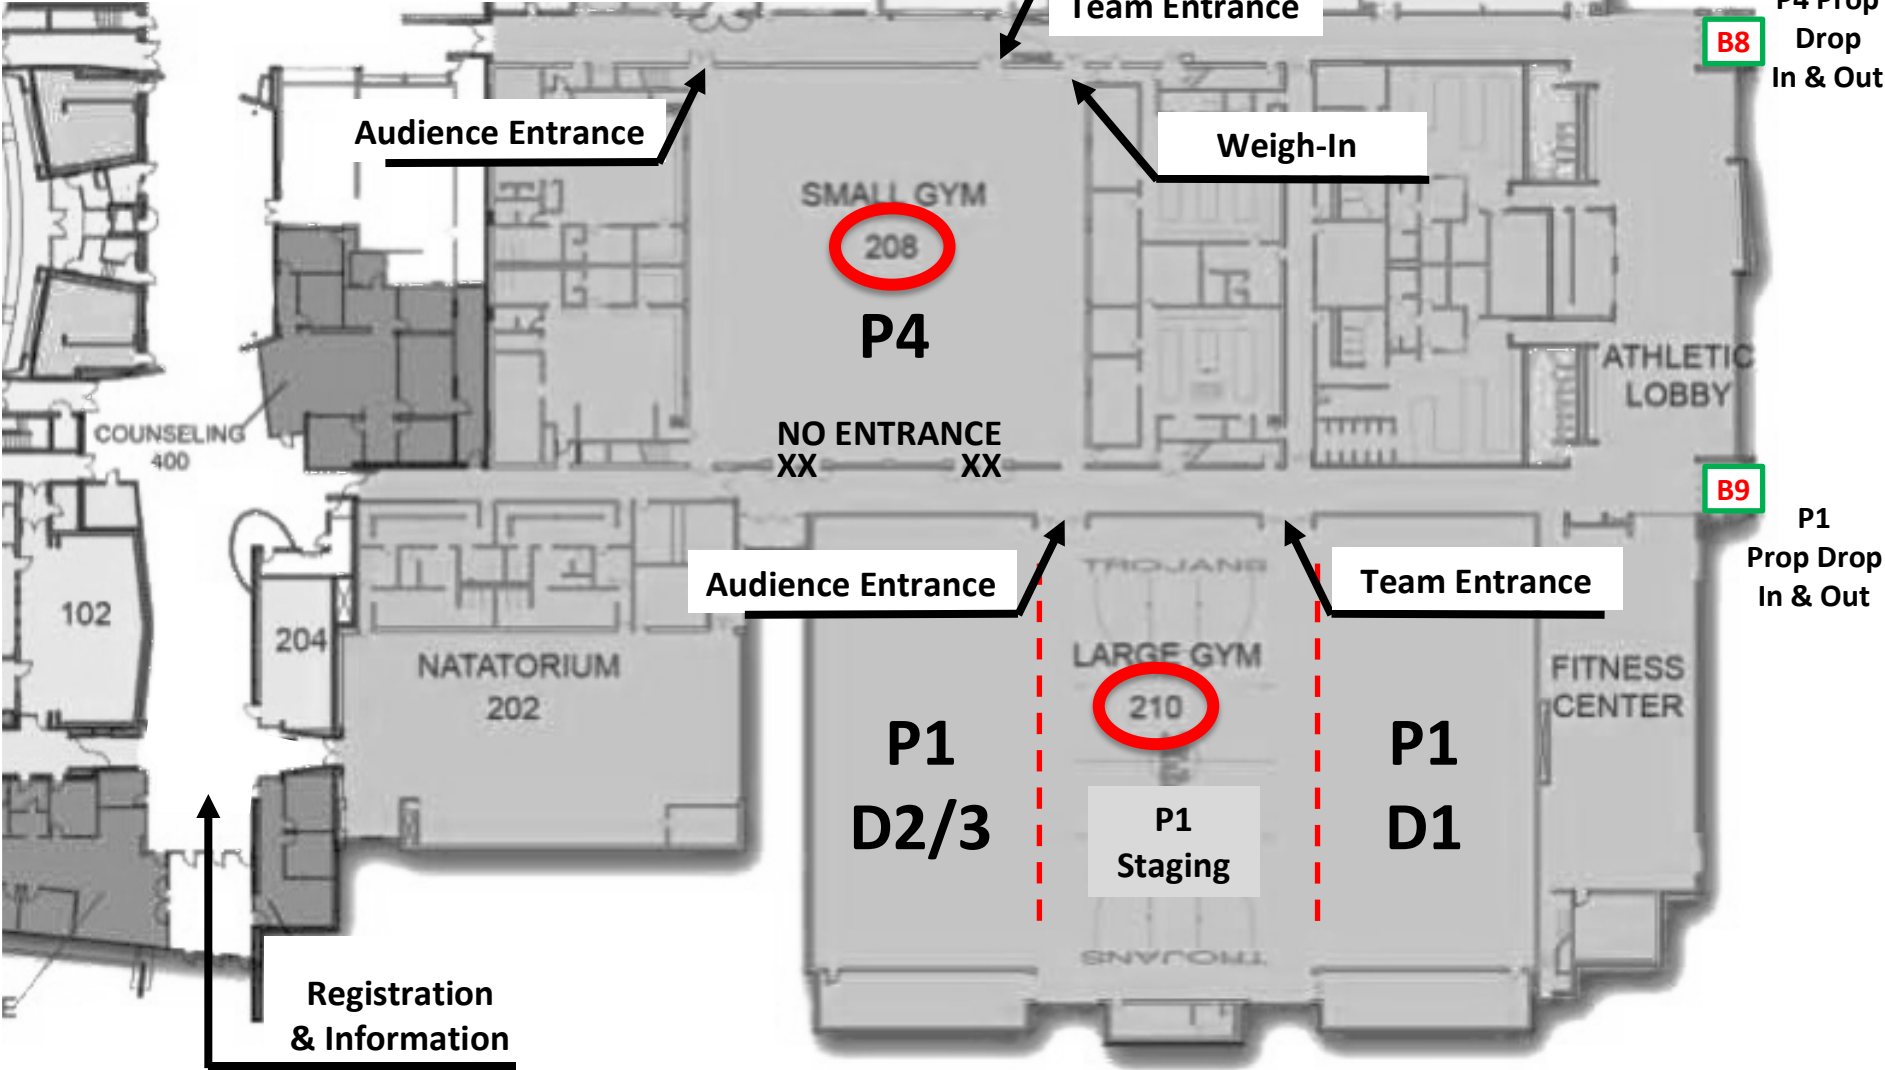 Team Entrance
P4 Prop
Drop
In & Out
B8
Audience Entrance
Weigh-In
SMALL GYM
208
P4
ATHLETIC
LOBBY
COUNSELING
400
NO ENTRANCE
XX XX
B9
P1
Prop Drop
In & Out
Audience Entrance
TROJANS
Team Entrance
102
204
NATATORIUM
202
LARGE GYM
210
FITNESS
CENTER
P1
D2/3
P1
Staging
P1
D1
TROJANS
Registration
& Information
E